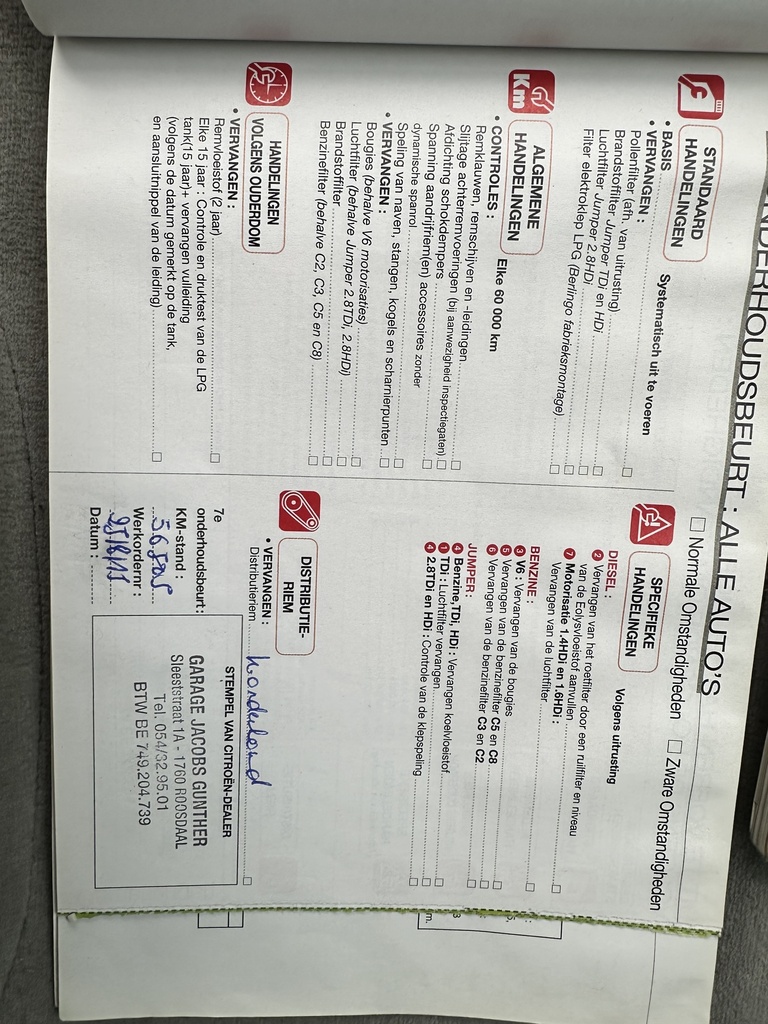 NDERHOUDSBEURT : ALLE AUTO'S
Normale Omstandigheden
Zware Omstandigheden
STANDAARD
HANDELINGEN
Systematisch uit te voeren
• BASIS
• VERVANGEN :
Pollenfilter (afh. van uitrusting)
Brandstoffilter Jumper TDi en HDi
Luchtfilter Jumper 2.8HDi
Filter elektroklep LPG (Berlingo fabrieksmontage)
Km
ALGEMENE
HANDELINGEN
Elke 60 000 km
• CONTROLES :
Remklauwen, remschijven en -leidingen
Slijtage achterremvoeringen (bij aanwezigheid inspectiegaten)
Afdichting schokdempers
Spanning aandrijfriem(en) accessoires zonder
dynamische spanrol
Speling van naven, stangen, kogels en scharnierpunten
• VERVANGEN :
Bougies (behalve V6 motorisaties)
Luchtfilter (behalve Jumper 2.8TDi, 2.8HDi)
Brandstoffilter
Benzinefilter (behalve C2, C3, C5 en C8)
HANDELINGEN
VOLGENS OUDERDOM
• VERVANGEN :
Remvloeistof (2 jaar)
Elke 15 jaar : Controle en druktest van de LPG
tank(15 jaar)+ vervangen vulleiding
(volgens de datum gemerkt op de tank,
en aansluitnippel van de leiding)
SPECIFIEKE
HANDELINGEN
Volgens uitrusting
DIESEL :
2 Vervangen van het roetfilter door een ruilfilter en niveau
van de Eolysvloeistof aanvullen
7 Motorisatie 1.4HDi en 1.6HDi :
Vervangen van de luchtfilter
BENZINE :
3 V6 : Vervangen van de bougies
5 Vervangen van de benzinefilter C5 en C8
6 Vervangen van de benzinefilter C3 en C2
JUMPER :
4 Benzine,TDi, HDi : Vervangen koelvloeistof
1 TDi : Luchtfilter vervangen
4 2.8TDi en HDi : Controle van de klepspeling
DISTRIBUTIE-
RIEM
• VERVANGEN :
Distributieriem
7e
onderhoudsbeurt :
KM-stand :
Werkordernr :
Datum :
STEMPEL VAN CITROËN-DEALER
GARAGE JACOBS GUNTHER
Sleeststraat 1A - 1760 ROOSDAAL
Tel. 054/32.95.01
BTW BE 749.204.739